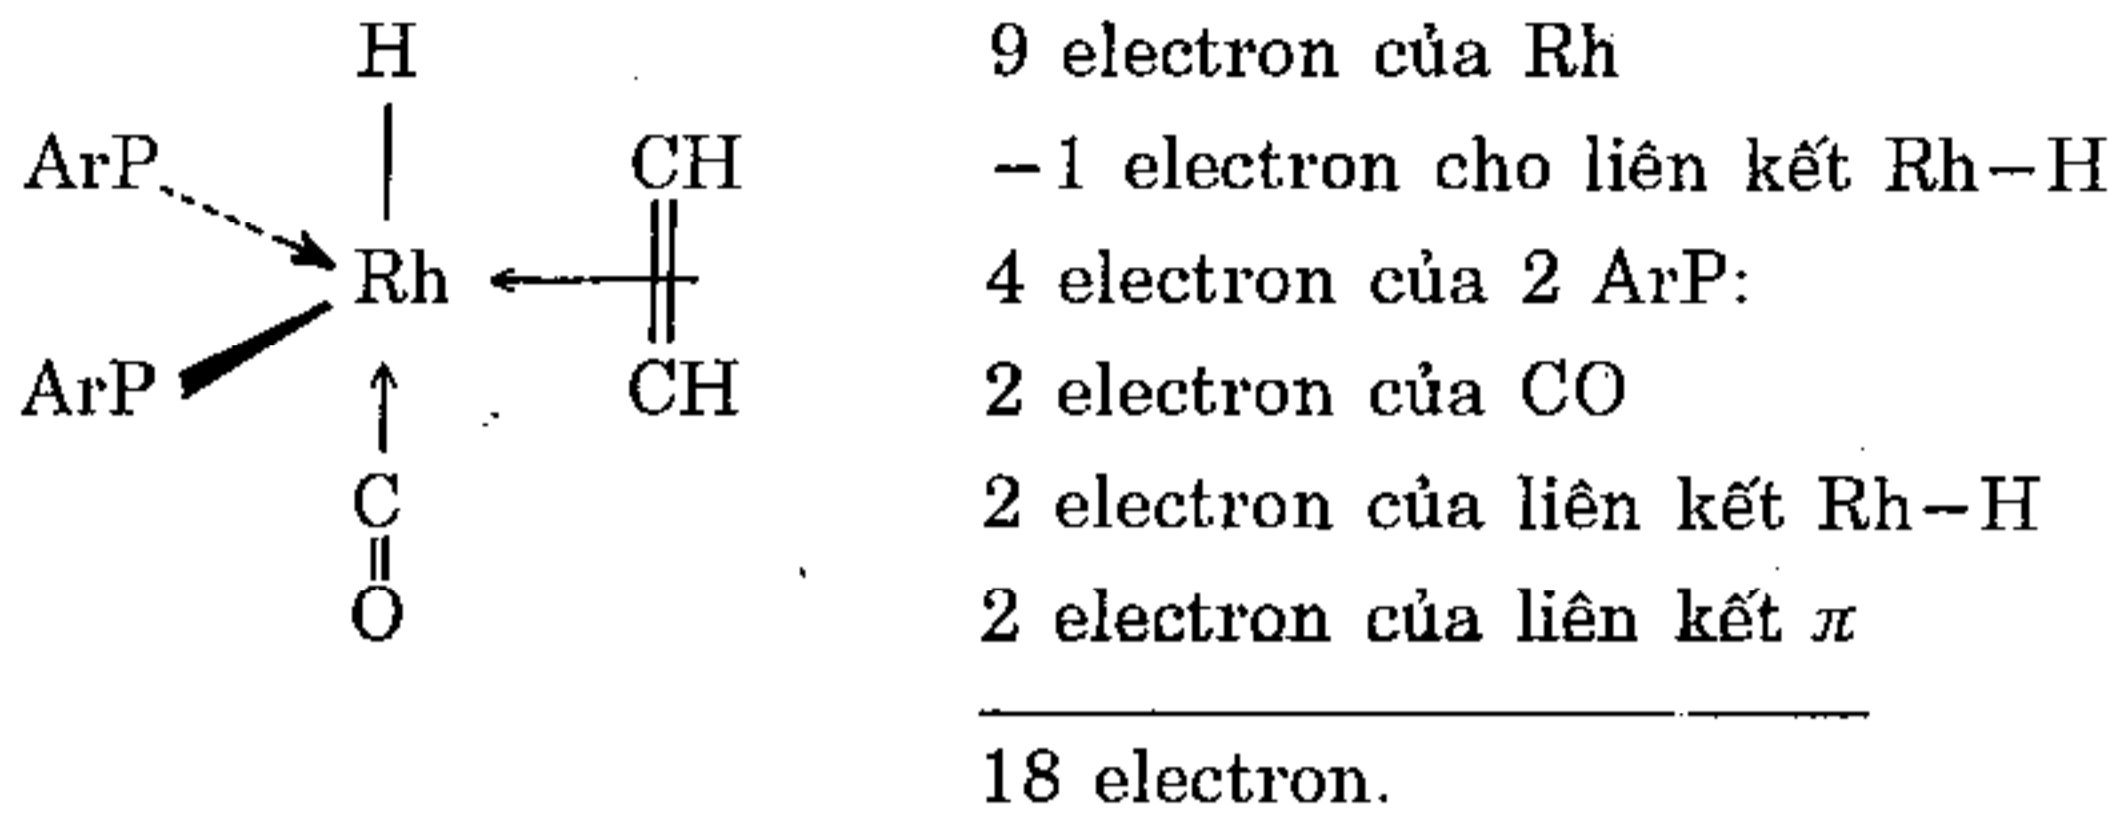 H
ArP
CH
Rh
ArP
CH
C
O
9 electron của Rh
−1 electron cho liên kết Rh−H
4 electron của 2 ArP:
2 electron của CO
2 electron của liên kết Rh−H
2 electron của liên kết π
18 electron.